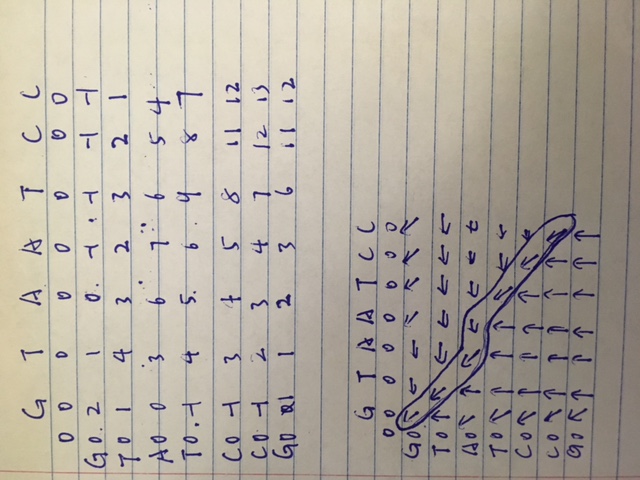 G T A A T C C
0 0 0 0 0 0 0 0
G 0. 2 1 0. -1 . -1 -1 -1
T 0 1 4 3 2 3 2 1
A 0 0 3 6 7 6 5 4
T 0. -1 4 5. 6. 9 8 7
C 0 -1 3 4 5 8 11 12
C 0 -1 2 3 4 7 12 13
G 0 1 1 2 3 6 11 12
G T A A T C C
0 0 0 0 0 0 0 0
G 0 ↖ ← ← ↖ ↖ ↖ ↖
T 0 ↑ ↖ ← ← ← ← ←
A 0 ↖ ↑ ↖ ← ← ← ←
T 0 ↖ ↑ ↑ ↑ ↖ ← ←
C 0 ↖ ↑ ↑ ↑ ↑ ↖ ←
C 0 ↖ ↑ ↑ ↑ ↑ ↑ ↖
G 0 ↖ ↑ ↑ ↑ ↑ ↑ ↑